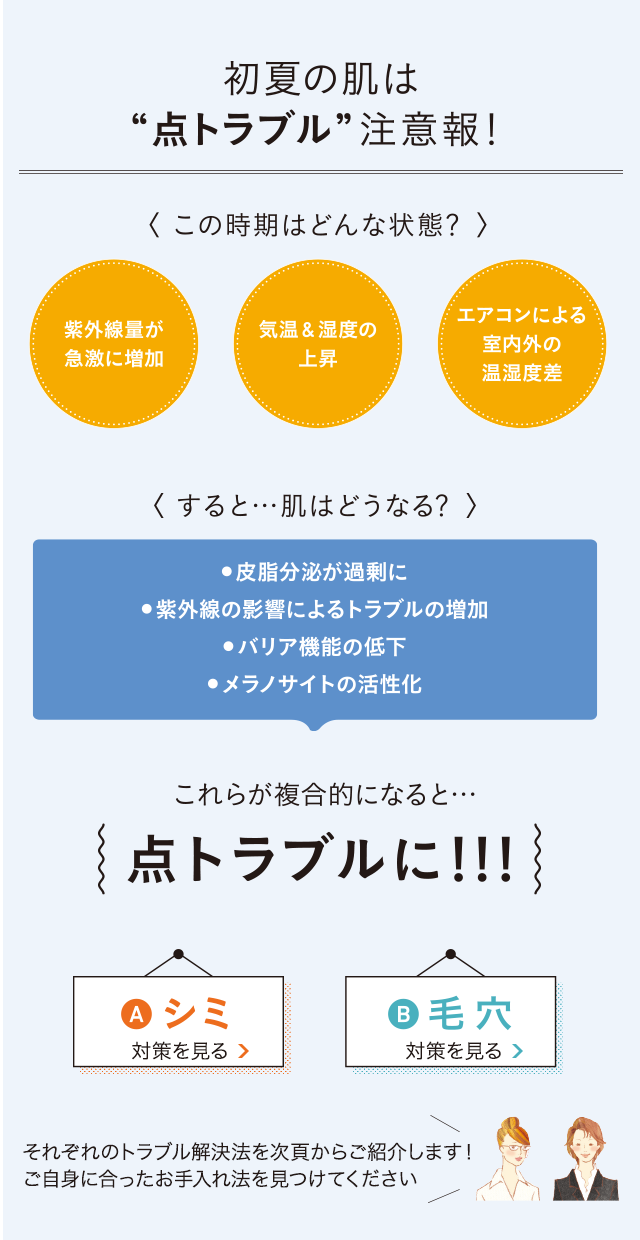 初夏の肌は
“点トラブル”注意報！
〈 この時期はどんな状態？ 〉
紫外線量が
急激に増加
気温＆湿度の
上昇
エアコンによる
室内外の
温湿度差
〈 すると…肌はどうなる？ 〉
●皮脂分泌が過剰に
●紫外線の影響によるトラブルの増加
●バリア機能の低下
●メラノサイトの活性化
これらが複合的になると…
点トラブルに！！！
A シミ
対策を見る
B 毛穴
対策を見る
それぞれのトラブル解決法を次頁からご紹介します！
ご自身に合ったお手入れ法を見つけてください